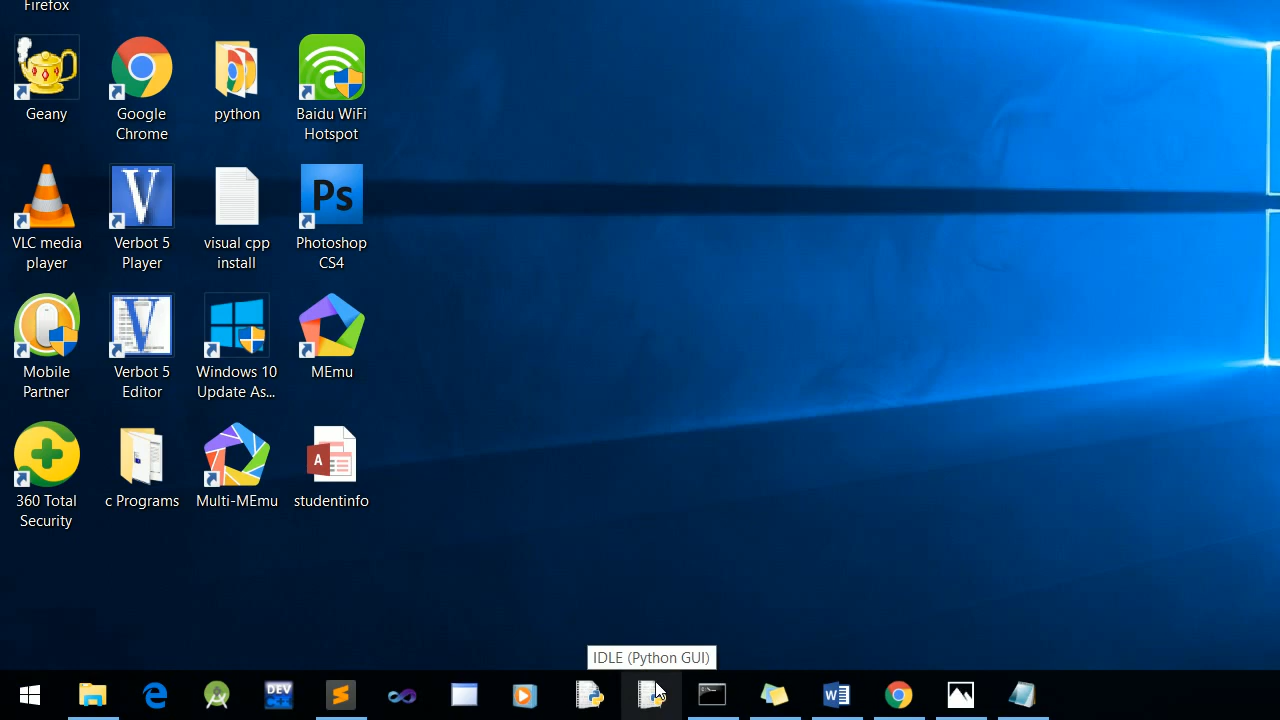 Firefox
Geany
Google
Chrome
python
Baidu WiFi
Hotspot
VLC media
player
Verbot 5
Player
visual cpp
install
Ps
Photoshop
CS4
Mobile
Partner
Verbot 5
Editor
Windows 10
Update As...
MEmu
360 Total
Security
c Programs
Multi-MEmu
A
studentinfo
IDLE (Python GUI)
DEV
C++